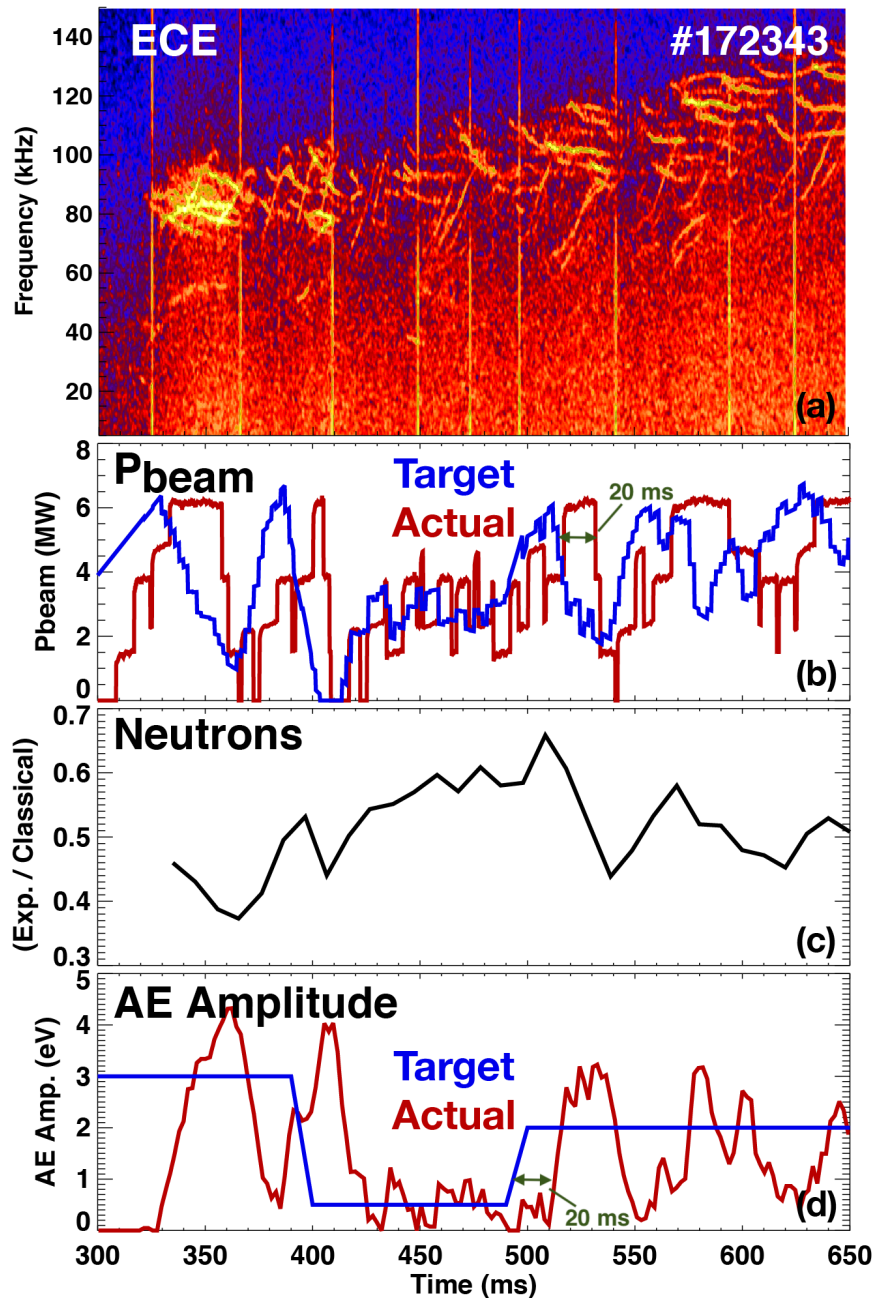 ECE #172343
140
120
100
80
60
40
20
Frequency (kHz)
(a)
8
6
4
2
0
Pbeam (MW)
Pbeam
Target
Actual
20 ms
(b)
0.7
0.6
0.5
0.4
0.3
(Exp. / Classical)
Neutrons
(c)
5
4
3
2
1
0
AE Amp. (eV)
AE Amplitude
Target
Actual
20 ms
(d)
300 350 400 450 500 550 600 650
Time (ms)